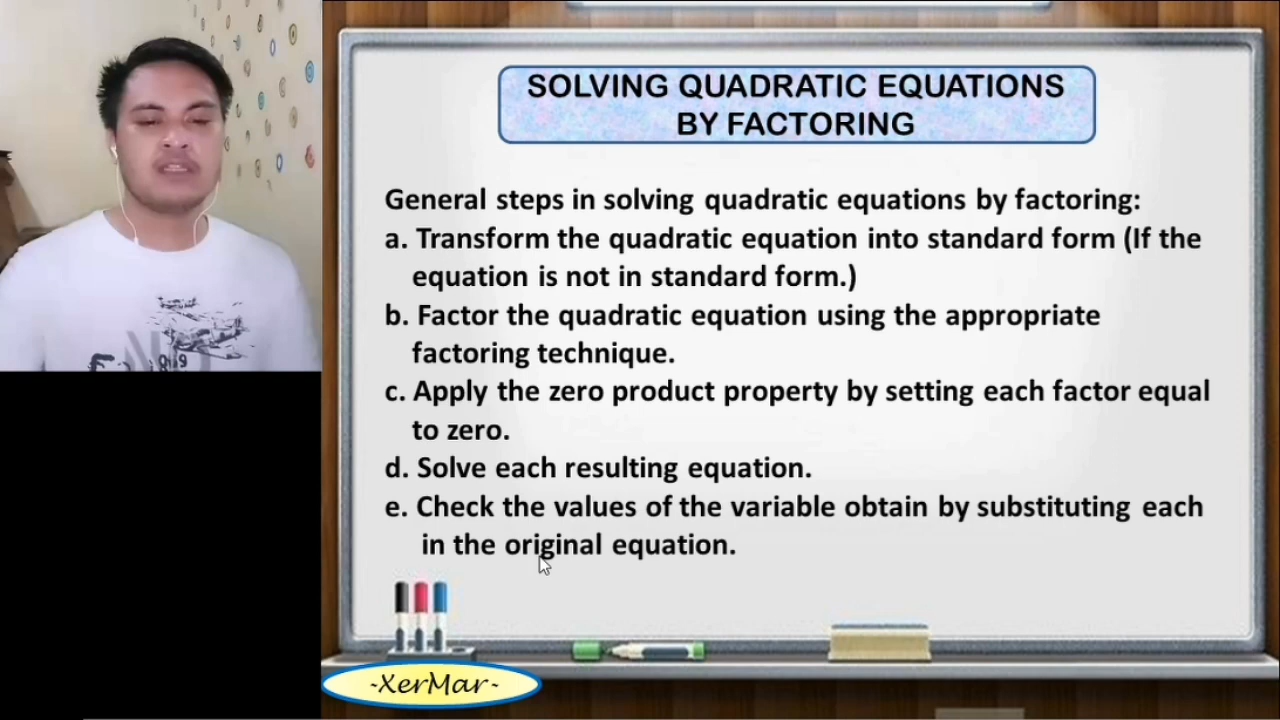 SOLVING QUADRATIC EQUATIONS
BY FACTORING
General steps in solving quadratic equations by factoring:
a. Transform the quadratic equation into standard form (If the
equation is not in standard form.)
b. Factor the quadratic equation using the appropriate
factoring technique.
c. Apply the zero product property by setting each factor equal
to zero.
d. Solve each resulting equation.
e. Check the values of the variable obtain by substituting each
in the original equation.
-XerMar-